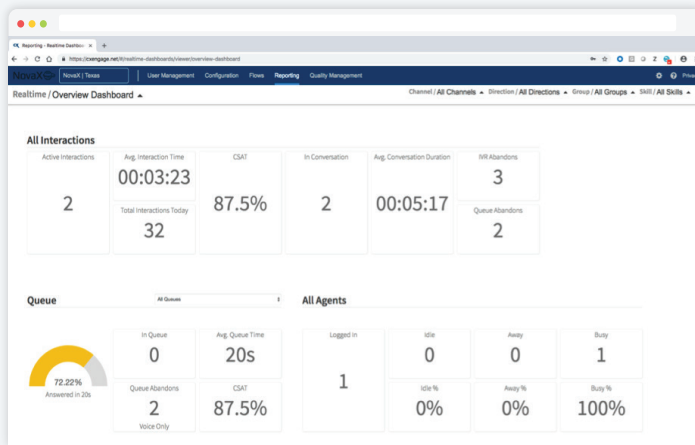 Reporting - Realtime Dashboa
https://cxengage.net/#/realtime-dashboards/viewer/overview-dashboard
NovaX
NovaX | Texas
User Management
Configuration
Flows
Reporting
Quality Management
Realtime / Overview Dashboard
Channel / All Channels
Direction / All Directions
Group / All Groups
Skill / All Skills
All Interactions
Active Interactions
2
Avg. Interaction Time
00:03:23
Total Interactions Today
32
CSAT
87.5%
In Conversation
2
Avg. Conversation Duration
00:05:17
IVR Abandons
3
Queue Abandons
2
Queue
All Queues
72.22%
Answered in 20s
In Queue
0
Avg. Queue Time
20s
Queue Abandons
2
Voice Only
CSAT
87.5%
All Agents
Logged In
1
Idle
0
Away
0
Busy
1
Idle %
0%
Away %
0%
Busy %
100%